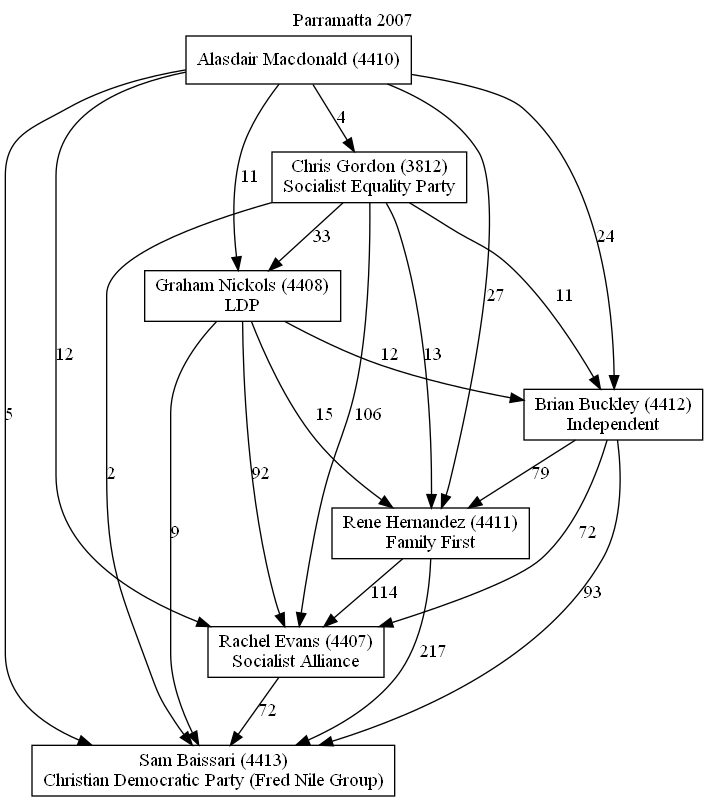 Parramatta 2007
Alasdair Macdonald (4410)
4
Chris Gordon (3812)
Socialist Equality Party
11
33
24
Graham Nickols (4408)
LDP
27
11
12
12
13
5
15
106
Brian Buckley (4412)
Independent
2
92
79
Rene Hernandez (4411)
Family First
9
72
114
93
Rachel Evans (4407)
Socialist Alliance
217
72
Sam Baissari (4413)
Christian Democratic Party (Fred Nile Group)